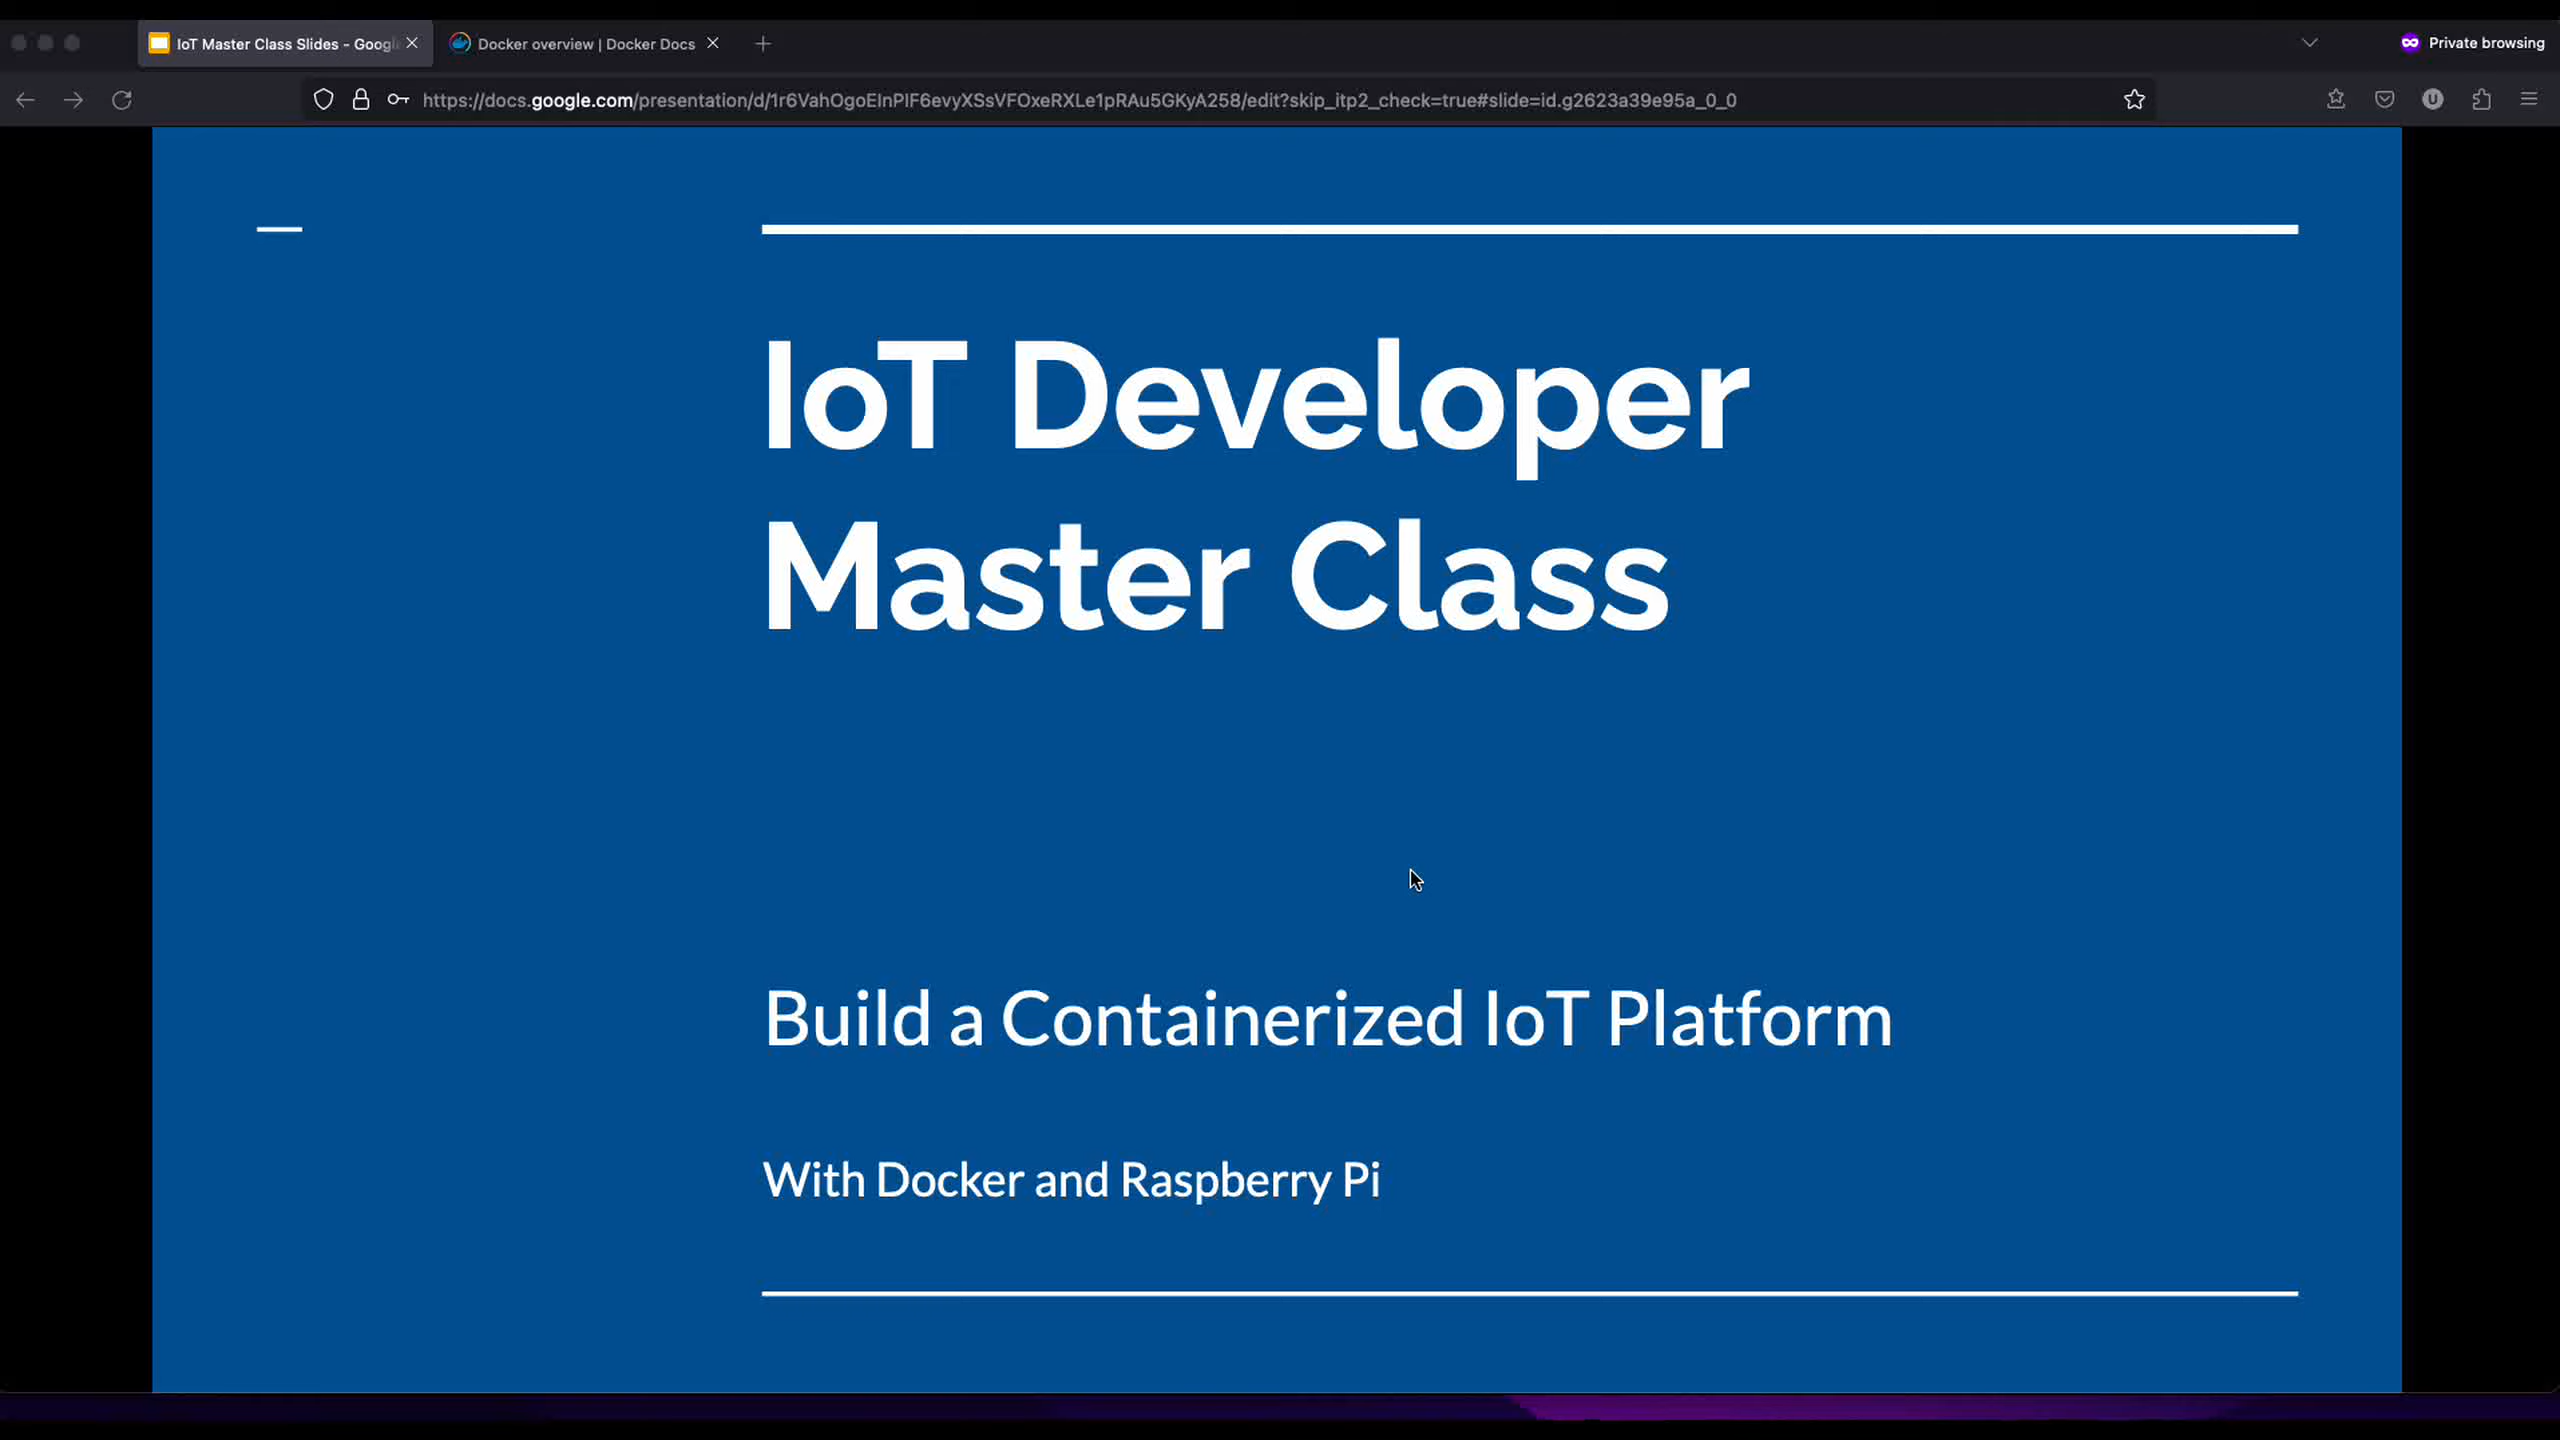 IoT Master Class Slides - Googl
Docker overview | Docker Docs
Private browsing
https://docs.google.com/presentation/d/1r6VahOgoEInPIF6evyXSsVFOxeRXLe1pRAu5GKyA258/edit?skip_itp2_check=true#slide=id.g2623a39e95a_0_0
U
IoT Developer
Master Class
Build a Containerized IoT Platform
With Docker and Raspberry Pi